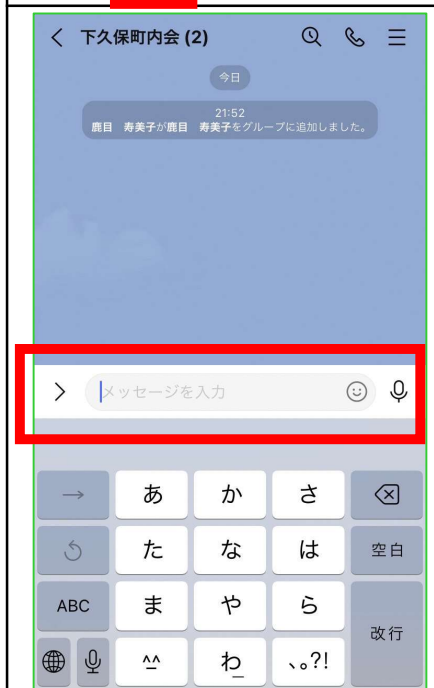 下久保町内会 (2)
今日
21:52
鹿目　寿美子が鹿目　寿美子をグループに追加しました。
メッセージを入力
→ あ か さ
た な は 空白
ABC ま や ら 改行
^^ わ_ 、。?!